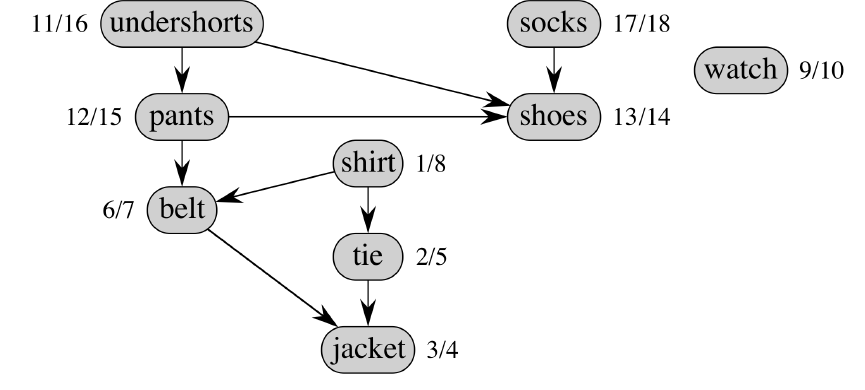 11/16 undershorts socks 17/18
watch 9/10
12/15 pants shoes 13/14
shirt 1/8
6/7 belt
tie 2/5
jacket 3/4